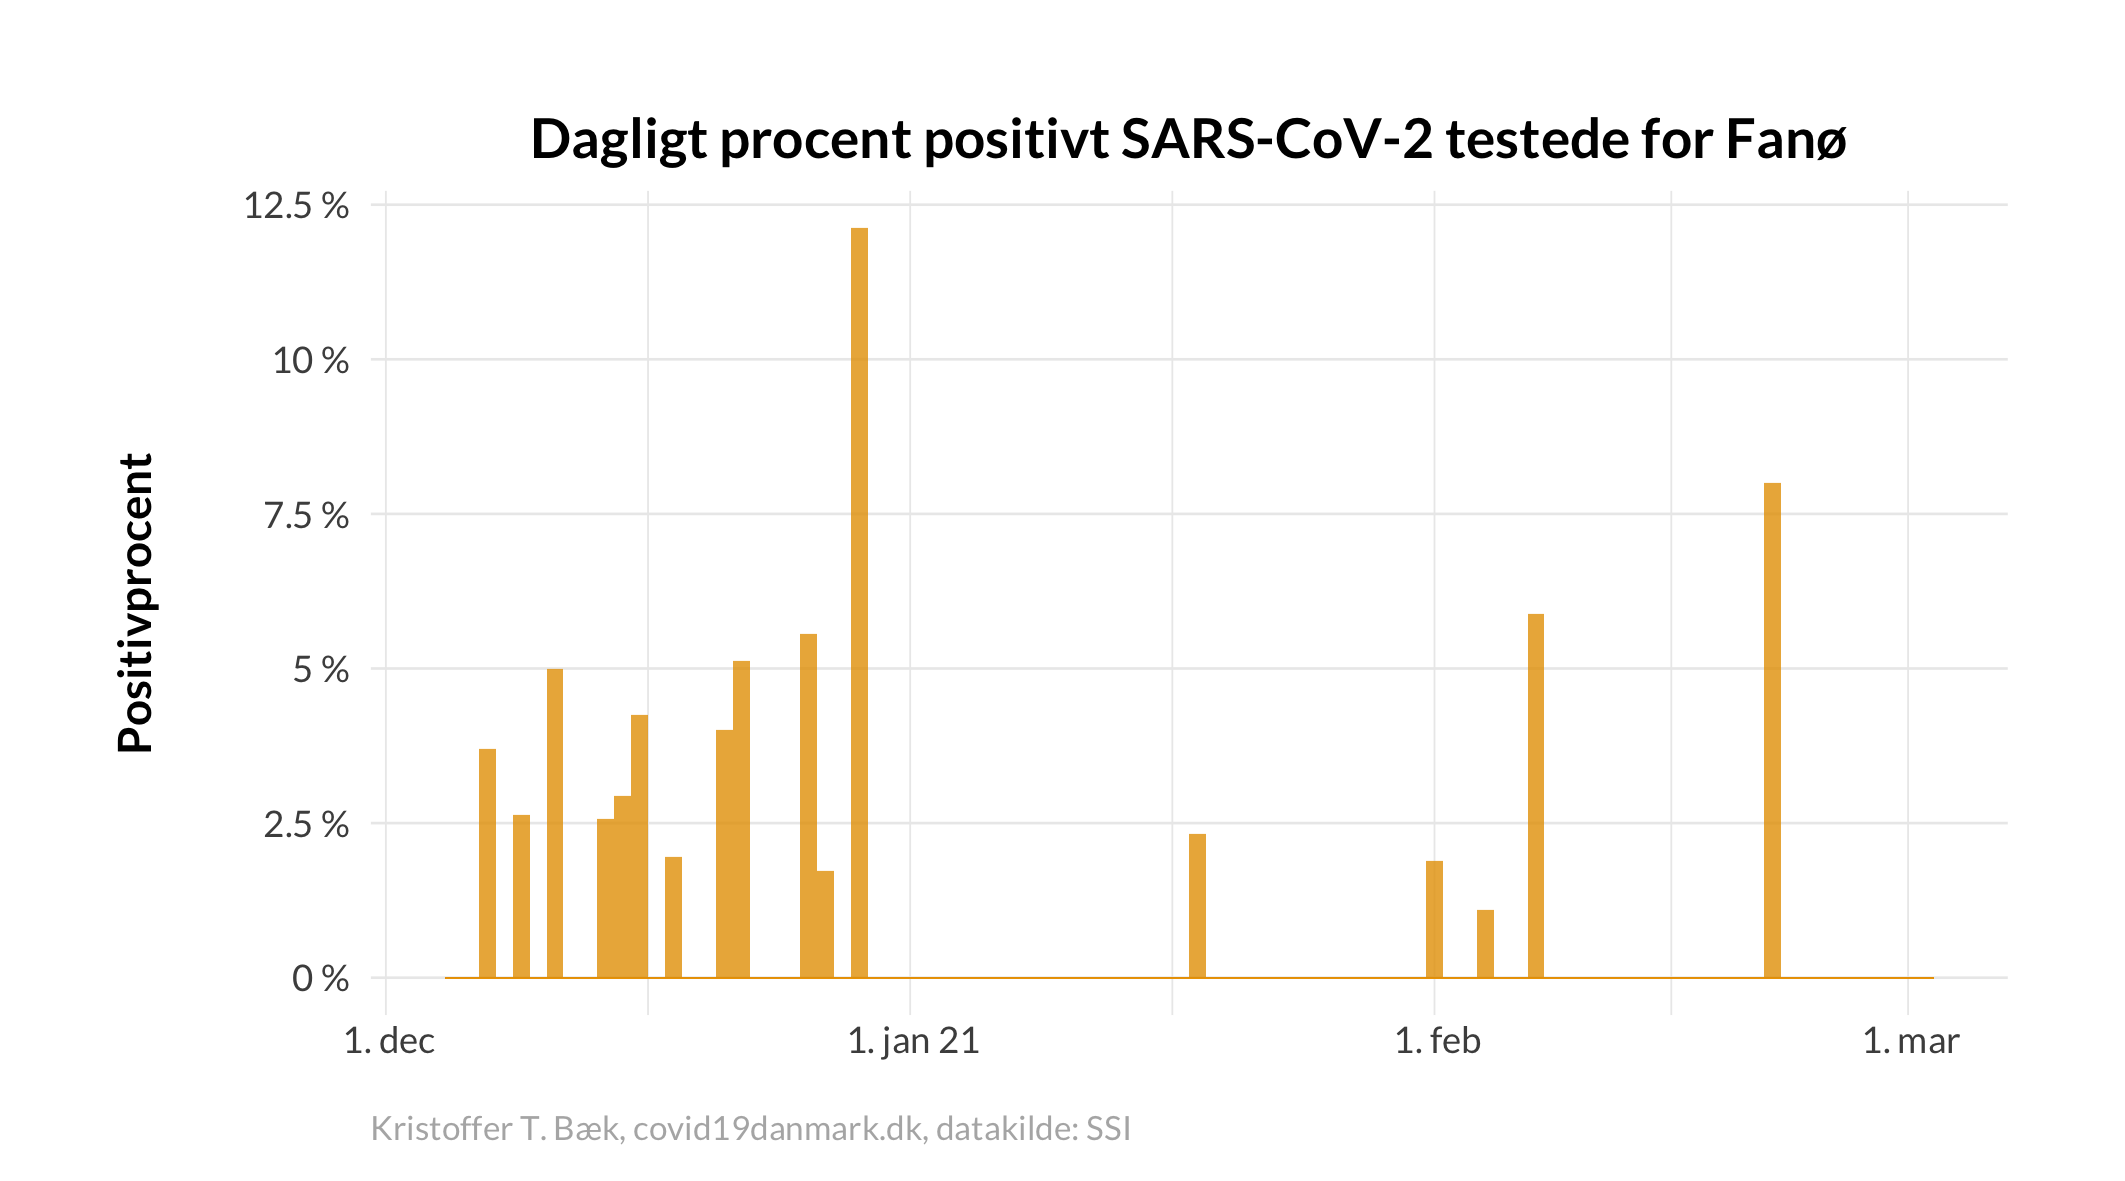 Dagligt procent positivt SARS-CoV-2 testede for Fanø
Positivprocent
12.5 %
10 %
7.5 %
5 %
2.5 %
0 %
1. dec
1. jan 21
1. feb
1. mar
Kristoffer T. Bæk, covid19danmark.dk, datakilde: SSI